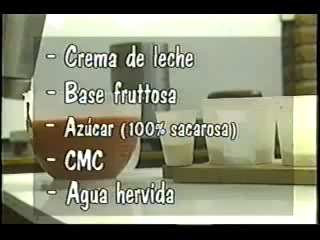 - Crema de leche
- Base fruttosa
- Azúcar (100% sacarosa)
- CMC
- Agua hervida